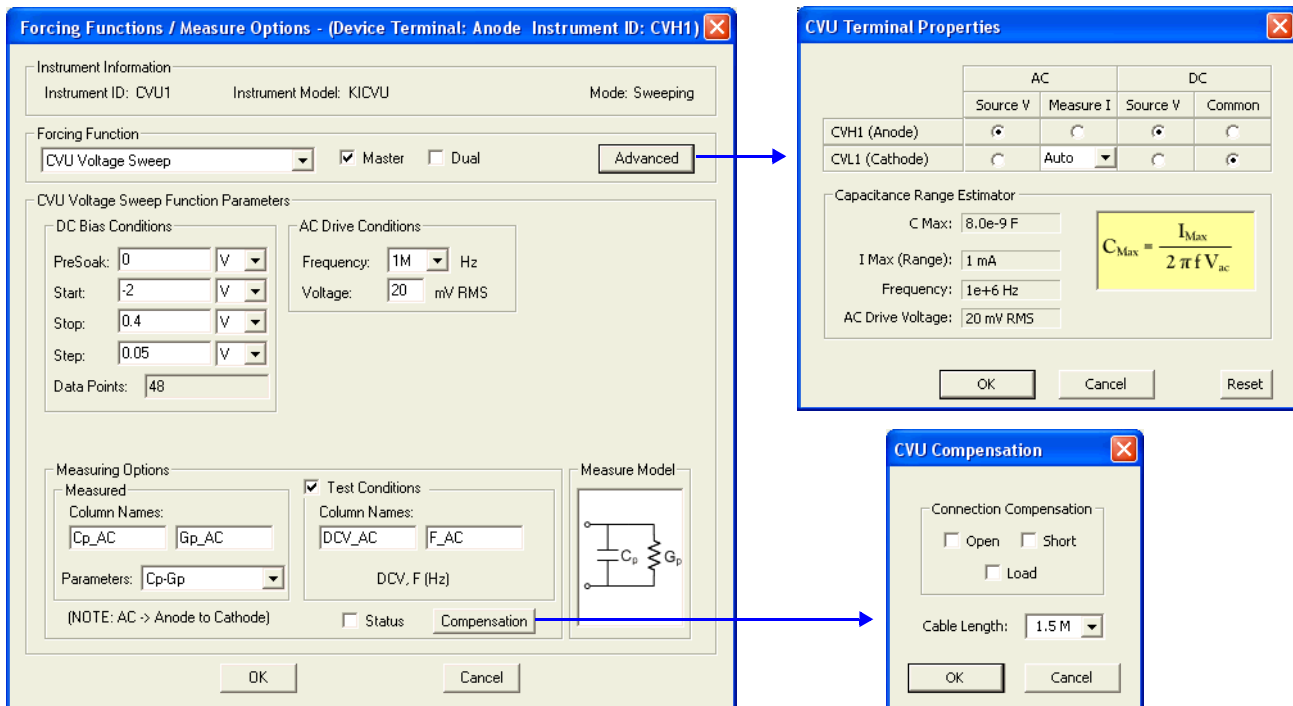 Forcing Functions / Measure Options - (Device Terminal: Anode Instrument ID: CVH1)
Instrument Information
Instrument ID: CVU1 Instrument Model: KICVU Mode: Sweeping
Forcing Function
CVU Voltage Sweep Master Dual Advanced
CVU Voltage Sweep Function Parameters
DC Bias Conditions
PreSoak: 0 V
Start: -2 V
Stop: 0.4 V
Step: 0.05 V
Data Points: 48
AC Drive Conditions
Frequency: 1M Hz
Voltage: 20 mV RMS
Measuring Options
Measured
Column Names:
Cp_AC Gp_AC
Parameters: Cp-Gp
(NOTE: AC -> Anode to Cathode)
Test Conditions
Column Names:
DCV_AC F_AC
DCV, F (Hz)
Status Compensation
Measure Model
Cp Gp
OK Cancel
CVU Terminal Properties
AC DC
Source V Measure I Source V Common
CVH1 (Anode)
CVL1 (Cathode) Auto
Capacitance Range Estimator
C Max: 8.0e-9 F
I Max (Range): 1 mA
Frequency: 1e+6 Hz
AC Drive Voltage: 20 mV RMS
CMax = IMax / 2 π f Vac
OK Cancel Reset
CVU Compensation
Connection Compensation
Open Short
Load
Cable Length: 1.5 M
OK Cancel